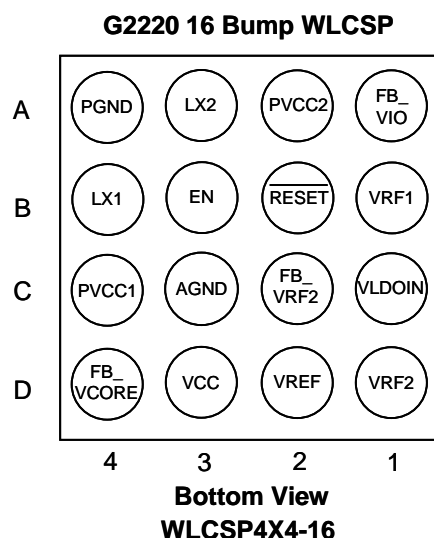 G2220 16 Bump WLCSP
A PGND LX2 PVCC2 FB_
VIO
B LX1 EN RESET VRF1
C PVCC1 AGND FB_
VRF2 VLDOIN
D FB_
VCORE VCC VREF VRF2
4 3 2 1
Bottom View
WLCSP4X4-16